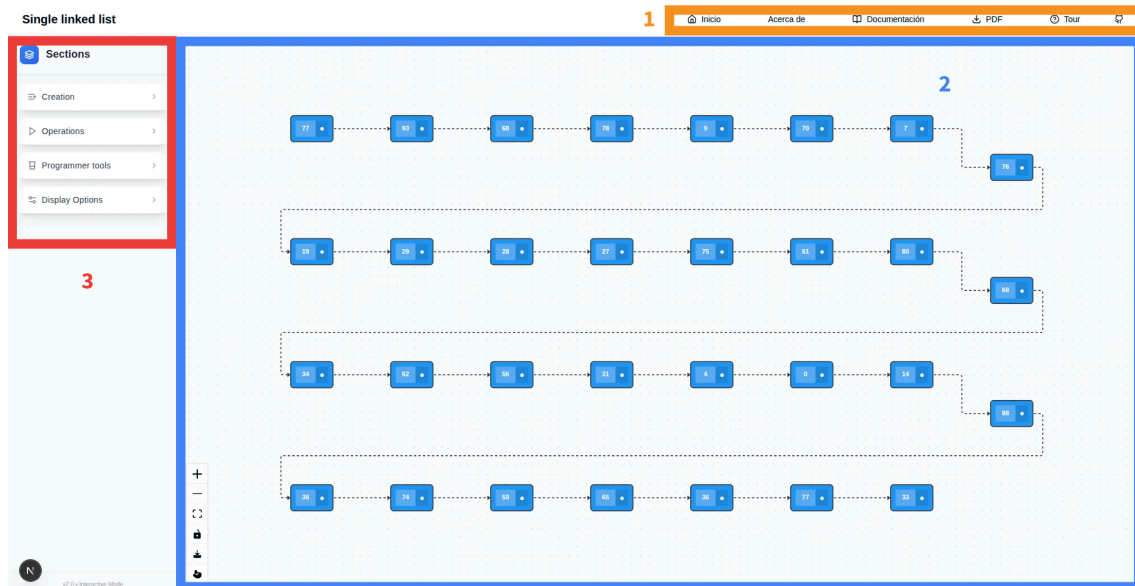 Single linked list
1
Inicio
Acerca de
Documentación
PDF
Tour
Sections
Creation
Operations
Programmer tools
Display Options
3
2
77 93 68 78 9 70 7
76
19 29 28 27 75 61 80
68
34 62 56 31 4 0 14
88
38 74 59 65 36 77 33
N
v2.0 • Interactive Mode